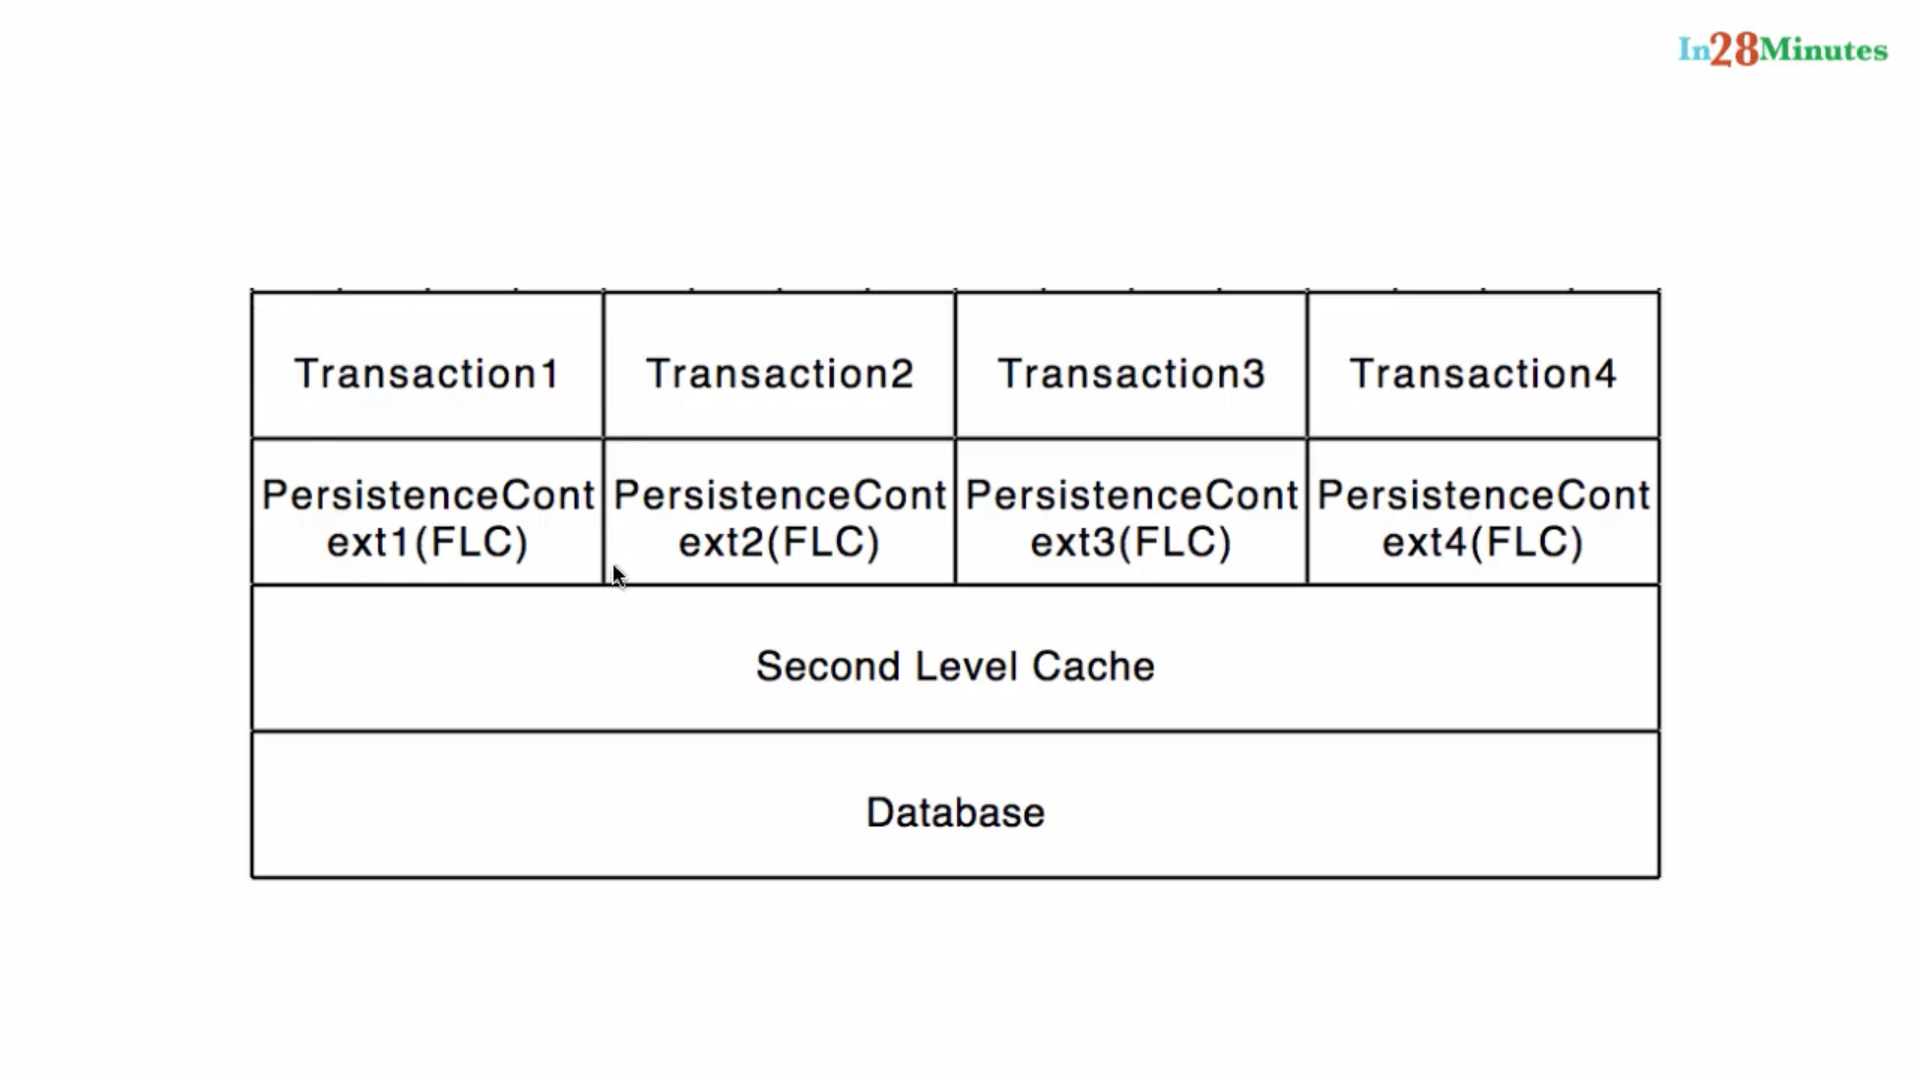 In28Minutes
Transaction1 Transaction2 Transaction3 Transaction4
PersistenceCont PersistenceCont PersistenceCont PersistenceCont
ext1(FLC) ext2(FLC) ext3(FLC) ext4(FLC)
Second Level Cache
Database